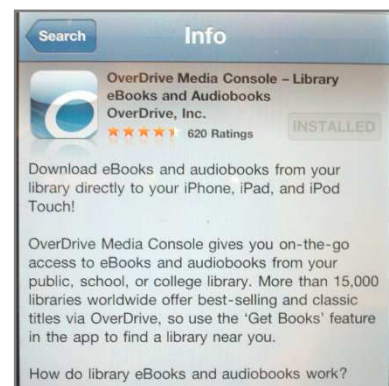 Search
Info
OverDrive Media Console – Library
eBooks and Audiobooks
OverDrive, Inc.
620 Ratings
INSTALLED
Download eBooks and audiobooks from your
library directly to your iPhone, iPad, and iPod
Touch!
OverDrive Media Console gives you on-the-go
access to eBooks and audiobooks from your
public, school, or college library. More than 15,000
libraries worldwide offer best-selling and classic
titles via OverDrive, so use the 'Get Books' feature
in the app to find a library near you.
How do library eBooks and audiobooks work?